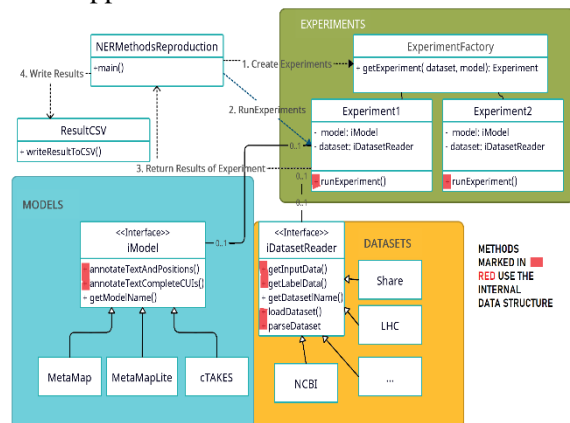 EXPERIMENTS
NERMethodsReproduction
+main()
ExperimentFactory
+ getExperiment( dataset, model): Experiment
1. Create Experiments
4. Write Results
2. RunExperiments
Experiment1
- model: iModel
- dataset: iDatasetReader
+ runExperiment()
Experiment2
- model: iModel
- dataset: iDatasetReader
+ runExperiment()
ResultCSV
+ writeResultToCSV()
3. Return Results of Experiment
0..1
0..1
0..1
0..1
MODELS
<<Interface>>
iModel
+annotateTextAndPositions()
+annotateTextCompleteCUIs()
+ getModelName()
<<Interface>>
iDatasetReader
+getInputData()
+getLabelData()
+ getDatasetlName()
+loadDataset()
+parseDataset
DATASETS
Share
LHC
...
NCBI
MetaMap
MetaMapLite
cTAKES
METHODS
MARKED IN
RED USE THE
INTERNAL
DATA STRUCTURE